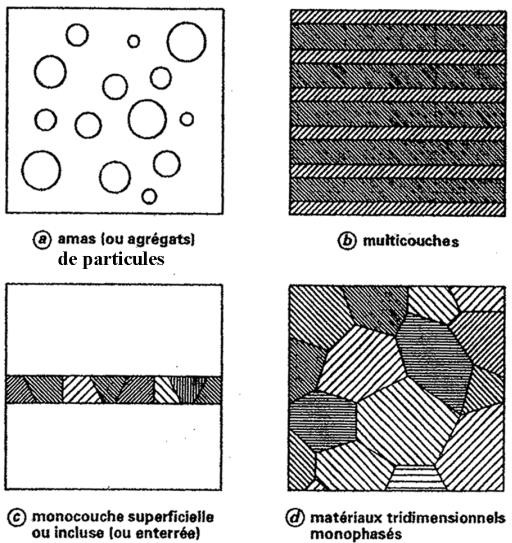 a amas (ou agrégats)
de particules
b multicouches
c monocouche superficielle
ou incluse (ou enterrée)
d matériaux tridimensionnels
monophasés